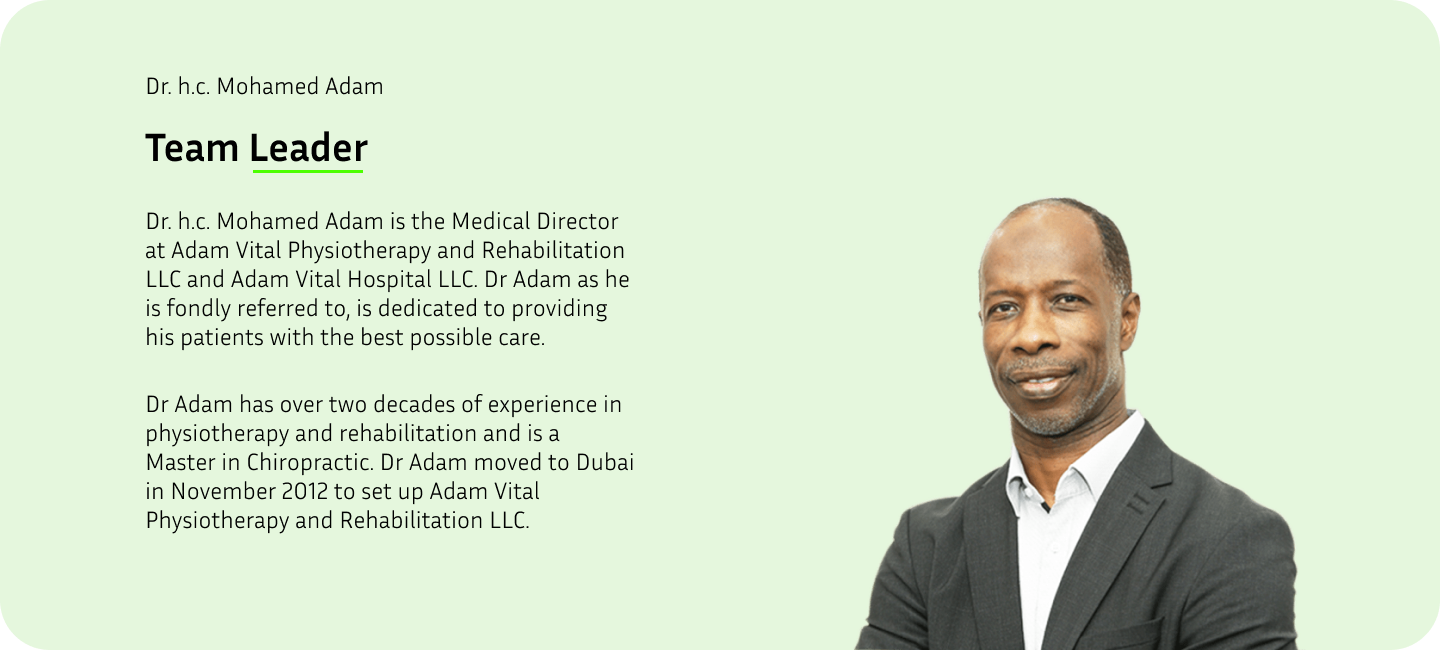 Dr. h.c. Mohamed Adam
Team Leader
Dr. h.c. Mohamed Adam is the Medical Director
at Adam Vital Physiotherapy and Rehabilitation
LLC and Adam Vital Hospital LLC. Dr Adam as he
is fondly referred to, is dedicated to providing
his patients with the best possible care.
Dr Adam has over two decades of experience in
physiotherapy and rehabilitation and is a
Master in Chiropractic. Dr Adam moved to Dubai
in November 2012 to set up Adam Vital
Physiotherapy and Rehabilitation LLC.